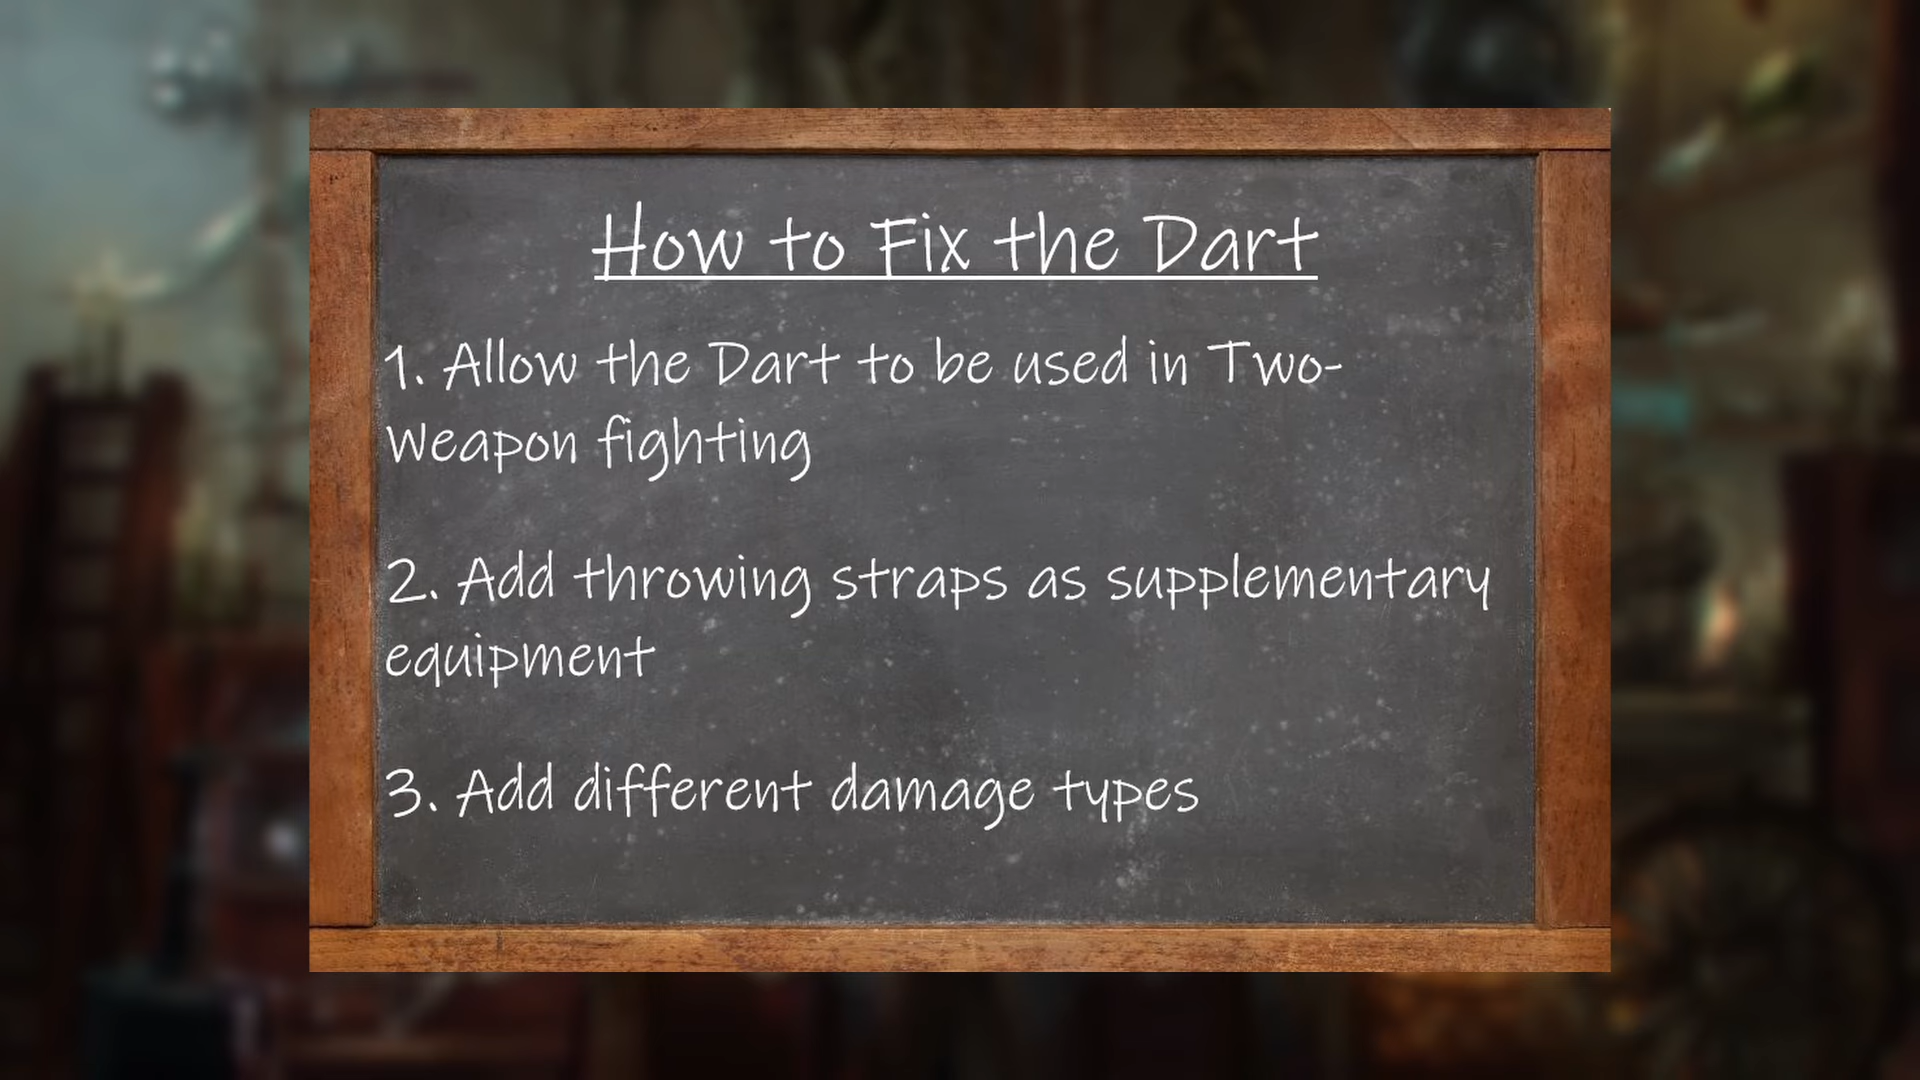 How to Fix the Dart
1. Allow the Dart to be used in Two-
Weapon fighting
2. Add throwing straps as supplementary
equipment
3. Add different damage types